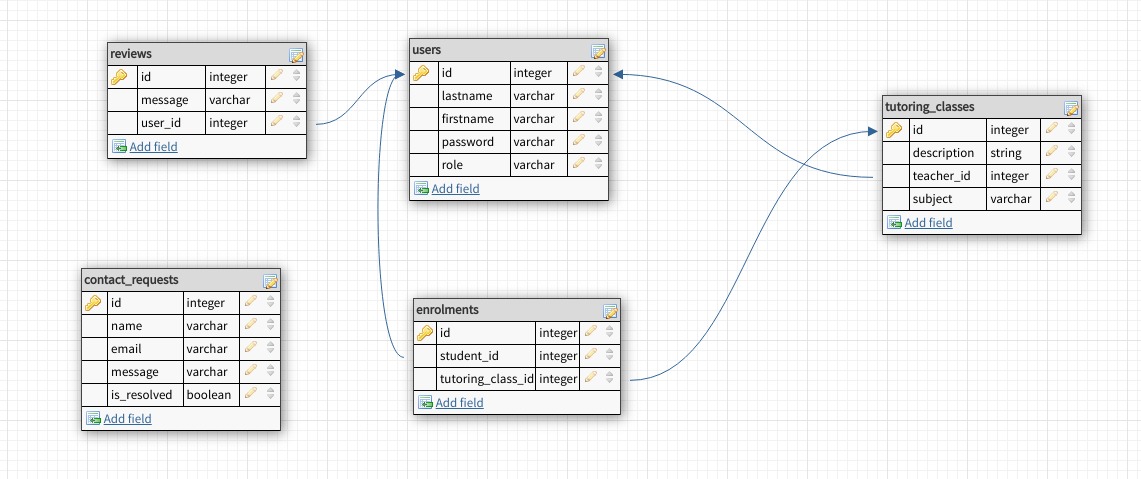 reviews
id integer
message varchar
user_id integer
Add field
users
id integer
lastname varchar
firstname varchar
password varchar
role varchar
Add field
tutoring_classes
id integer
description string
teacher_id integer
subject varchar
Add field
contact_requests
id integer
name varchar
email varchar
message varchar
is_resolved boolean
Add field
enrolments
id integer
student_id integer
tutoring_class_id integer
Add field